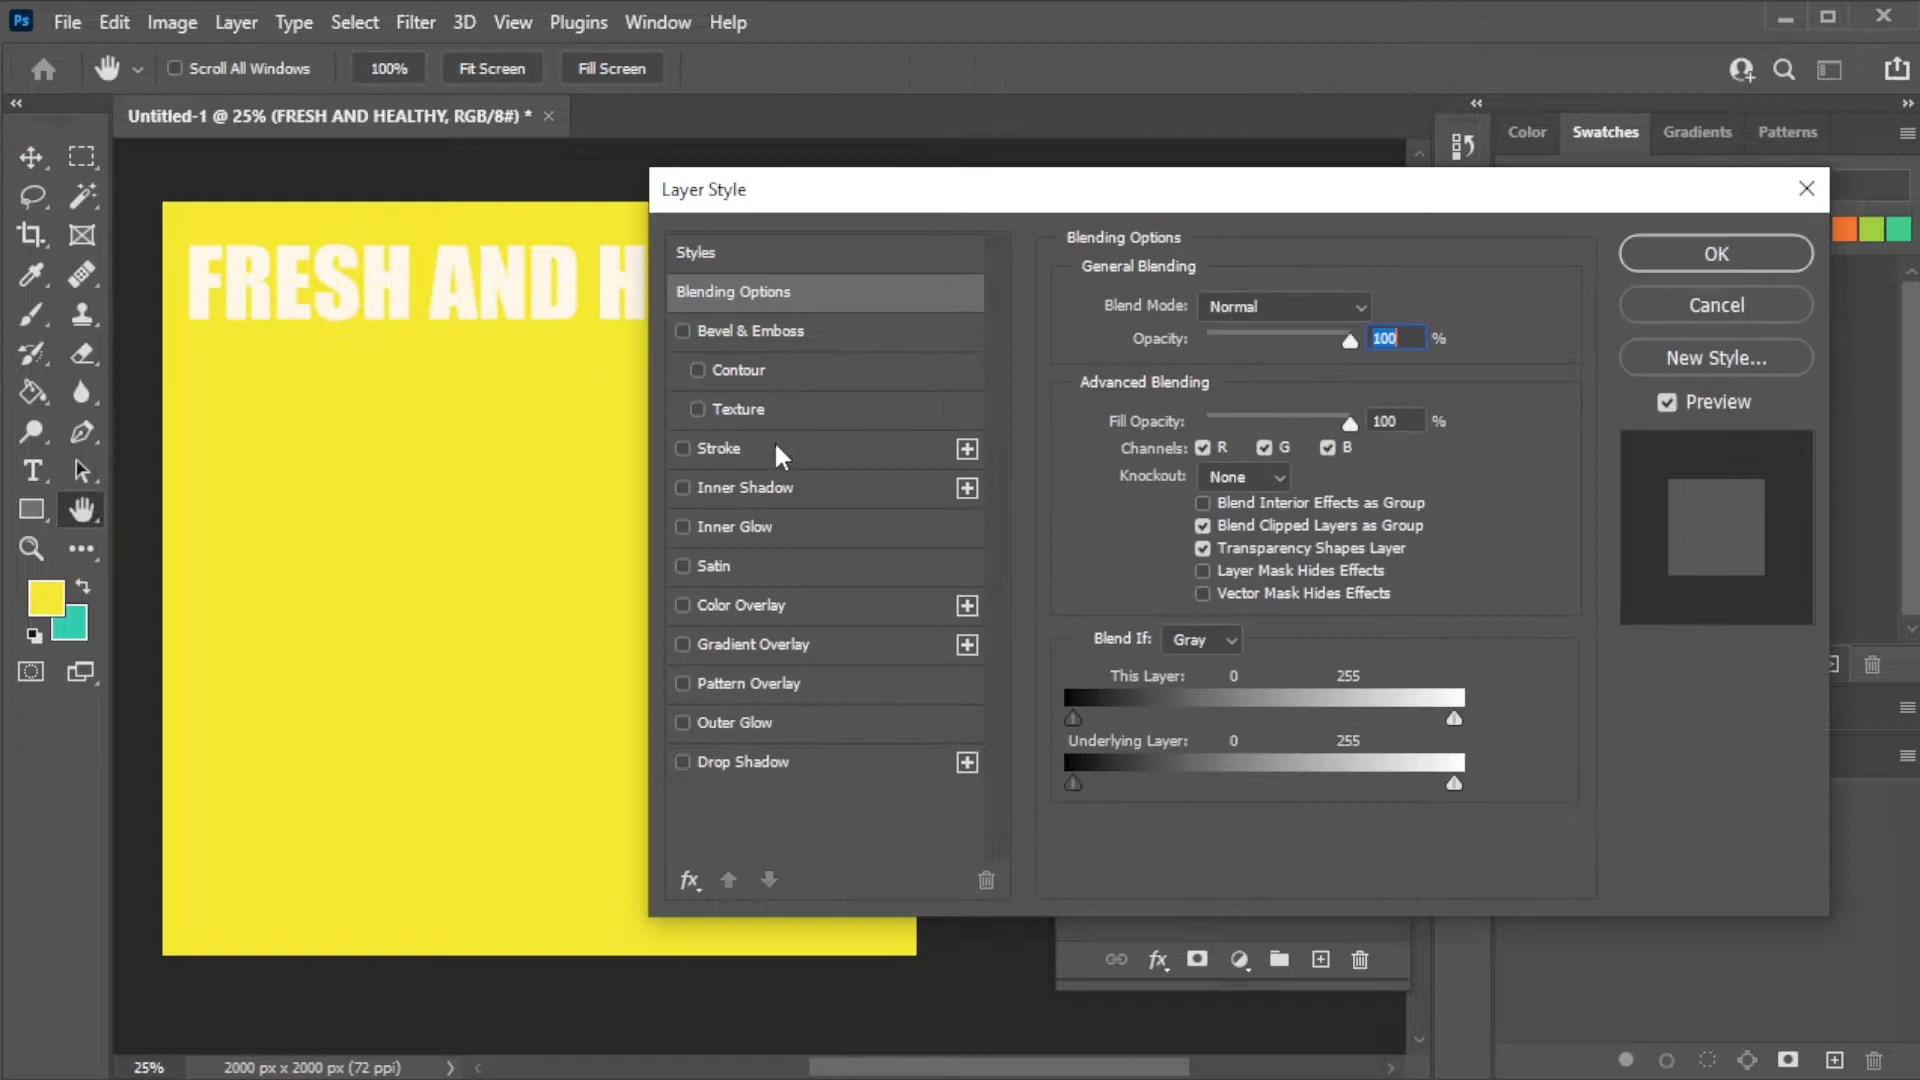 Ps File Edit Image Layer Type Select Filter 3D View Plugins Window Help
Scroll All Windows 100% Fit Screen Fill Screen
Untitled-1 @ 25% (FRESH AND HEALTHY, RGB/8#) *
Color Swatches Gradients Patterns
FRESH AND H
Layer Style
Styles
Blending Options
Bevel & Emboss
Contour
Texture
Stroke
Inner Shadow
Inner Glow
Satin
Color Overlay
Gradient Overlay
Pattern Overlay
Outer Glow
Drop Shadow
fx
Blending Options
General Blending
Blend Mode: Normal
Opacity: 100 %
Advanced Blending
Fill Opacity: 100 %
Channels: R G B
Knockout: None
Blend Interior Effects as Group
Blend Clipped Layers as Group
Transparency Shapes Layer
Layer Mask Hides Effects
Vector Mask Hides Effects
Blend If: Gray
This Layer: 0 255
Underlying Layer: 0 255
OK
Cancel
New Style...
Preview
fx
25% 2000 px x 2000 px (72 ppi)